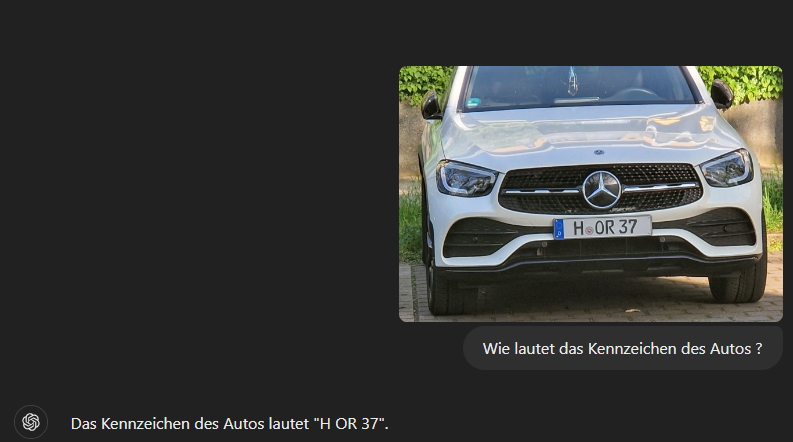 H OR 37
Wie lautet das Kennzeichen des Autos ?
Das Kennzeichen des Autos lautet "H OR 37".